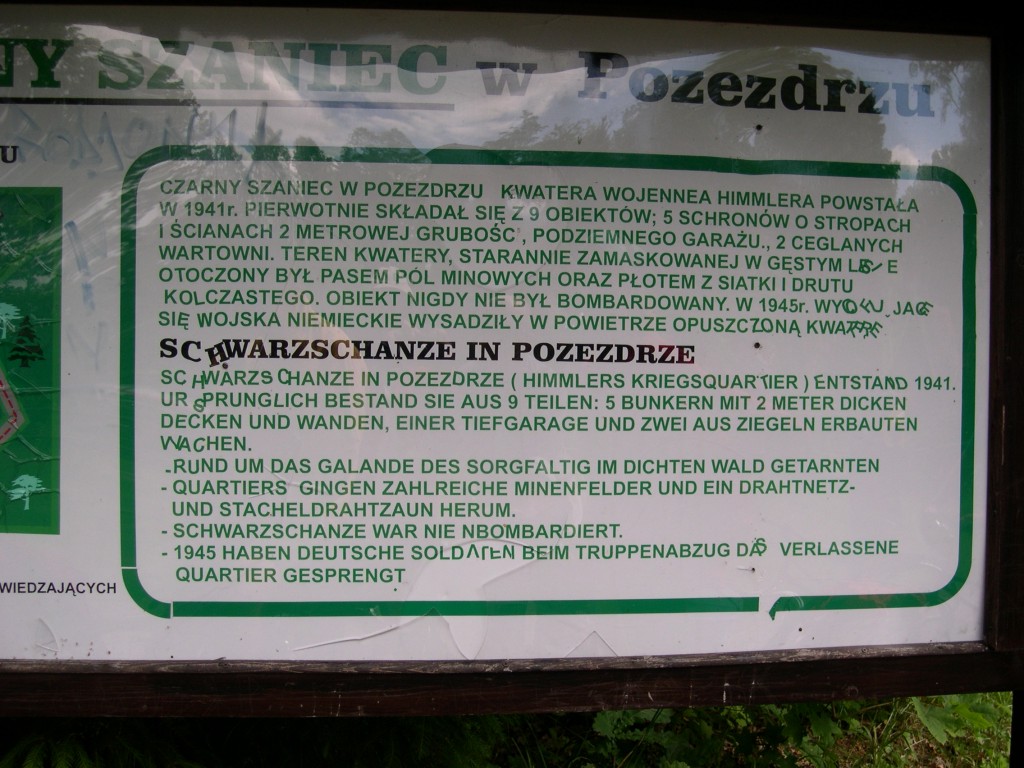 NY SZANIEC w Pozezdrzu
U
CZARNY SZANIEC W POZEZDRZU KWATERA WOJENNEA HIMMLERA POWSTAŁA
W 1941r. PIERWOTNIE SKŁADAŁ SIĘ Z 9 OBIEKTÓW; 5 SCHRONÓW O STROPACH
I ŚCIANACH 2 METROWEJ GRUBOŚC , PODZIEMNEGO GARAŻU., 2 CEGLANYCH
WARTOWNI. TEREN KWATERY, STARANNIE ZAMASKOWANEJ W GĘSTYM LESIE
OTOCZONY BYŁ PASEM PÓL MINOWYCH ORAZ PŁOTEM Z SIATKI I DRUTU
KOLCZASTEGO. OBIEKT NIGDY NIE BYŁ BOMBARDOWANY. W 1945r. WYCOFUJĄCE
SIĘ WOJSKA NIEMIECKIE WYSADZIŁY W POWIETRZE OPUSZCZONĄ KWATERĘ
SCHWARZSCHANZE IN POZEZDRZE
SCHWARZSCHANZE IN POZEZDRZE ( HIMMLERS KRIEGSQUARTIER ) ENTSTAND 1941.
URSPRUNGLICH BESTAND SIE AUS 9 TEILEN: 5 BUNKERN MIT 2 METER DICKEN
DECKEN UND WANDEN, EINER TIEFGARAGE UND ZWEI AUS ZIEGELN ERBAUTEN
WACHEN.
-RUND UM DAS GALANDE DES SORGFALTIG IM DICHTEN WALD GETARNTEN
- QUARTIERS GINGEN ZAHLREICHE MINENFELDER UND EIN DRAHTNETZ-
UND STACHELDRAHTZAUN HERUM.
- SCHWARZSCHANZE WAR NIE NBOMBARDIERT.
- 1945 HABEN DEUTSCHE SOLDATEN BEIM TRUPPENABZUG DAS VERLASSENE
QUARTIER GESPRENGT
WIEDZAJĄCYCH